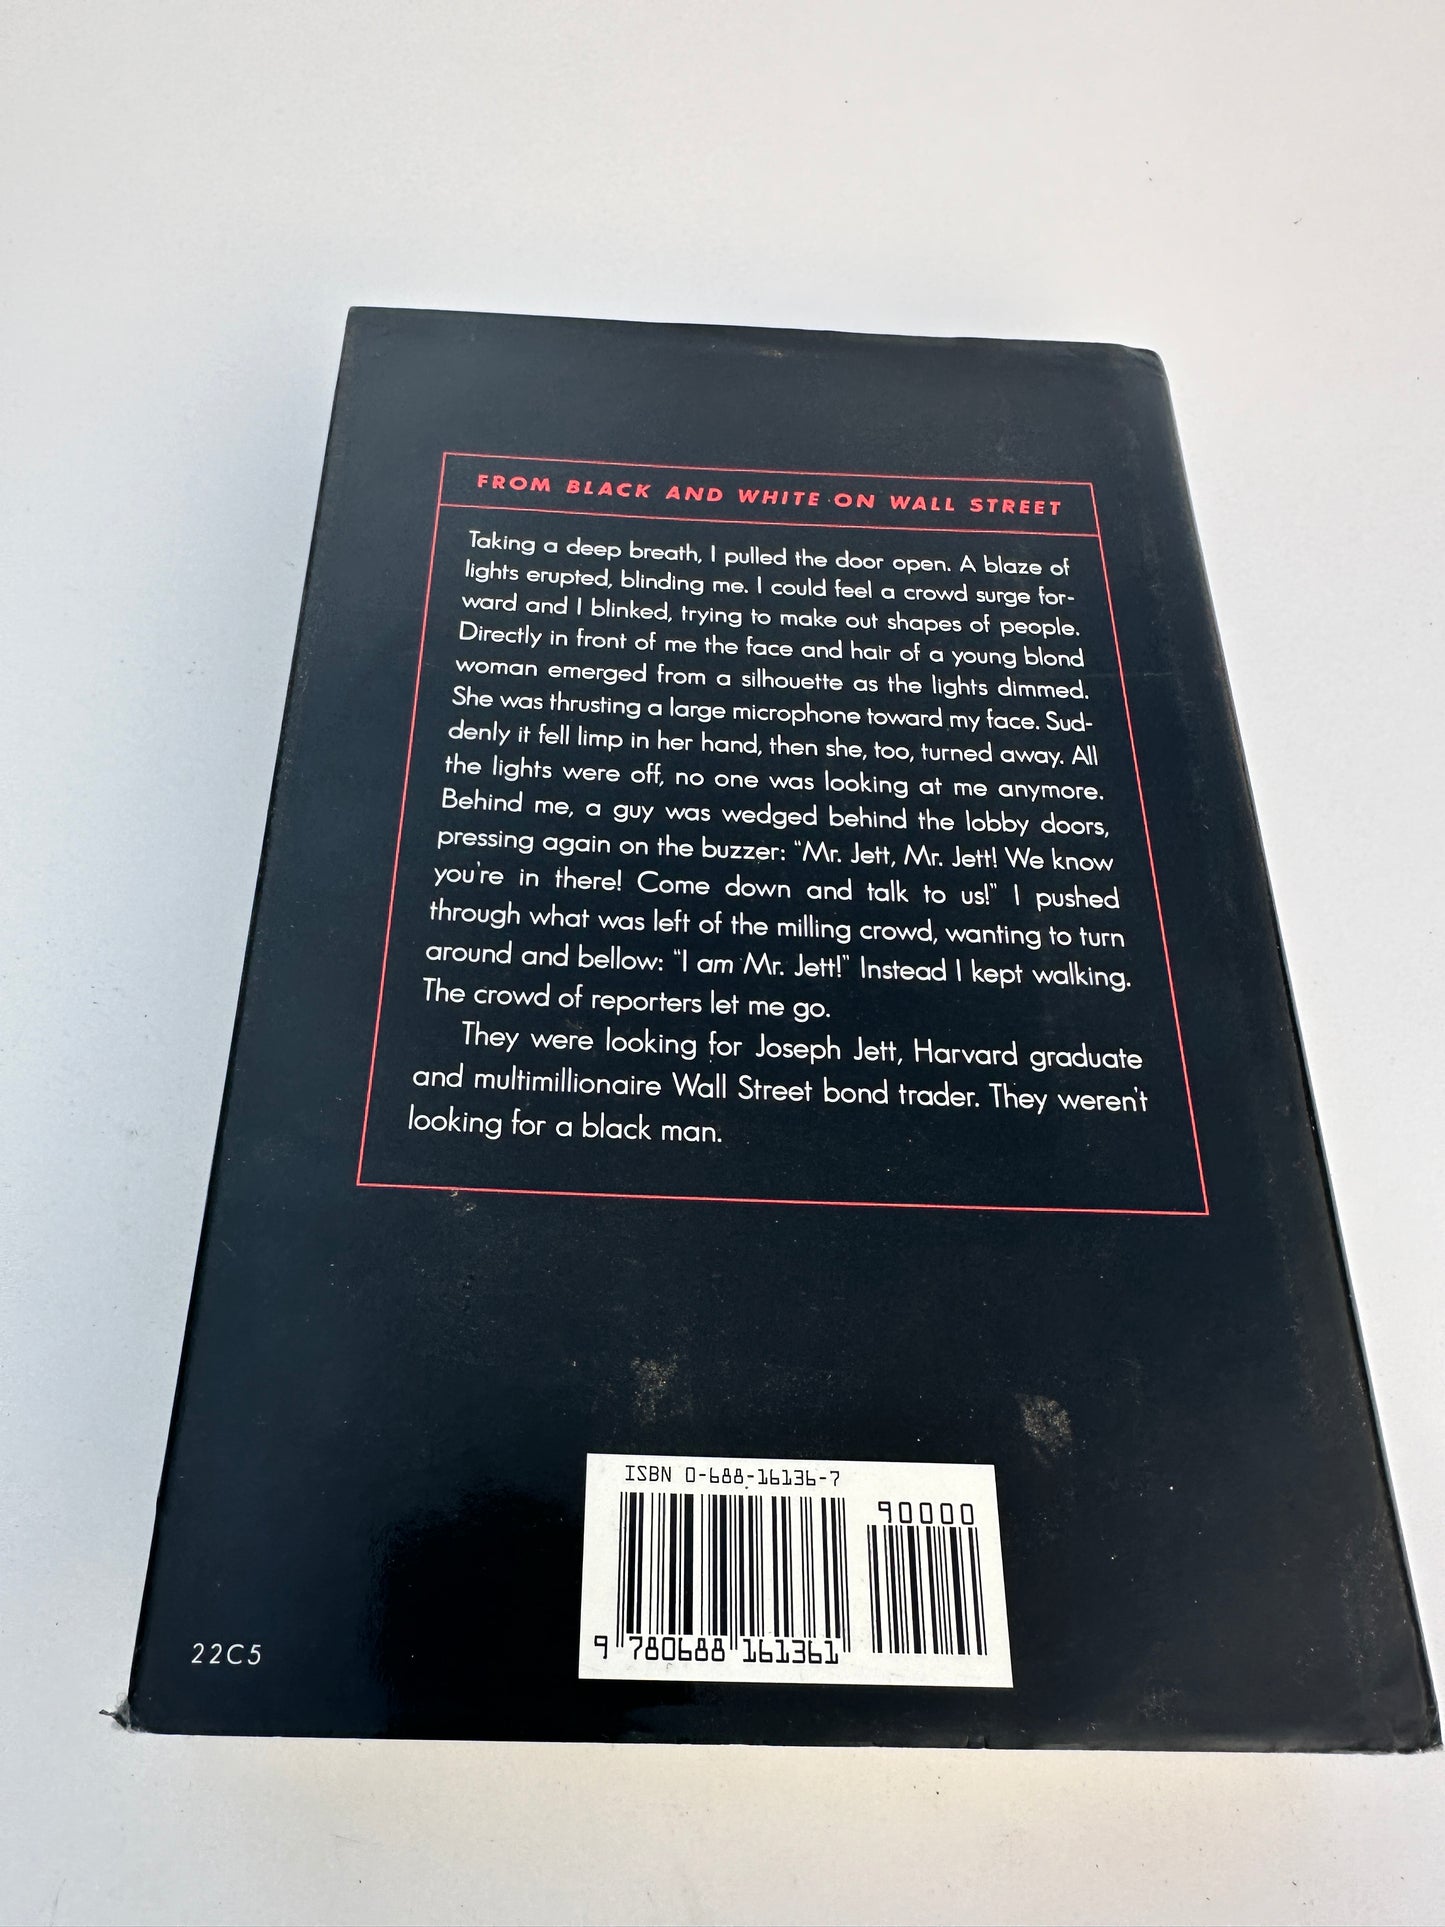 FROM BLACK AND WHITE ON WALL STREET
Taking a deep breath, I pulled the door open. A blaze of
lights erupted, blinding me. I could feel a crowd surge for-
ward and I blinked, trying to make out shapes of people.
Directly in front of me the face and hair of a young blond
woman emerged from a silhouette as the lights dimmed.
She was thrusting a large microphone toward my face. Sud-
denly it fell limp in her hand, then she, too, turned away. All
the lights were off, no one was looking at me anymore.
Behind me, a guy was wedged behind the lobby doors,
pressing again on the buzzer: "Mr. Jett, Mr. Jett! We know
you're in there! Come down and talk to us!" I pushed
through what was left of the milling crowd, wanting to turn
around and bellow: "I am Mr. Jett!" Instead I kept walking.
The crowd of reporters let me go.
They were looking for Joseph Jett, Harvard graduate
and multimillionaire Wall Street bond trader. They weren't
looking for a black man.
ISBN 0-688-16136-7
90000
9 780688 161361
22C5